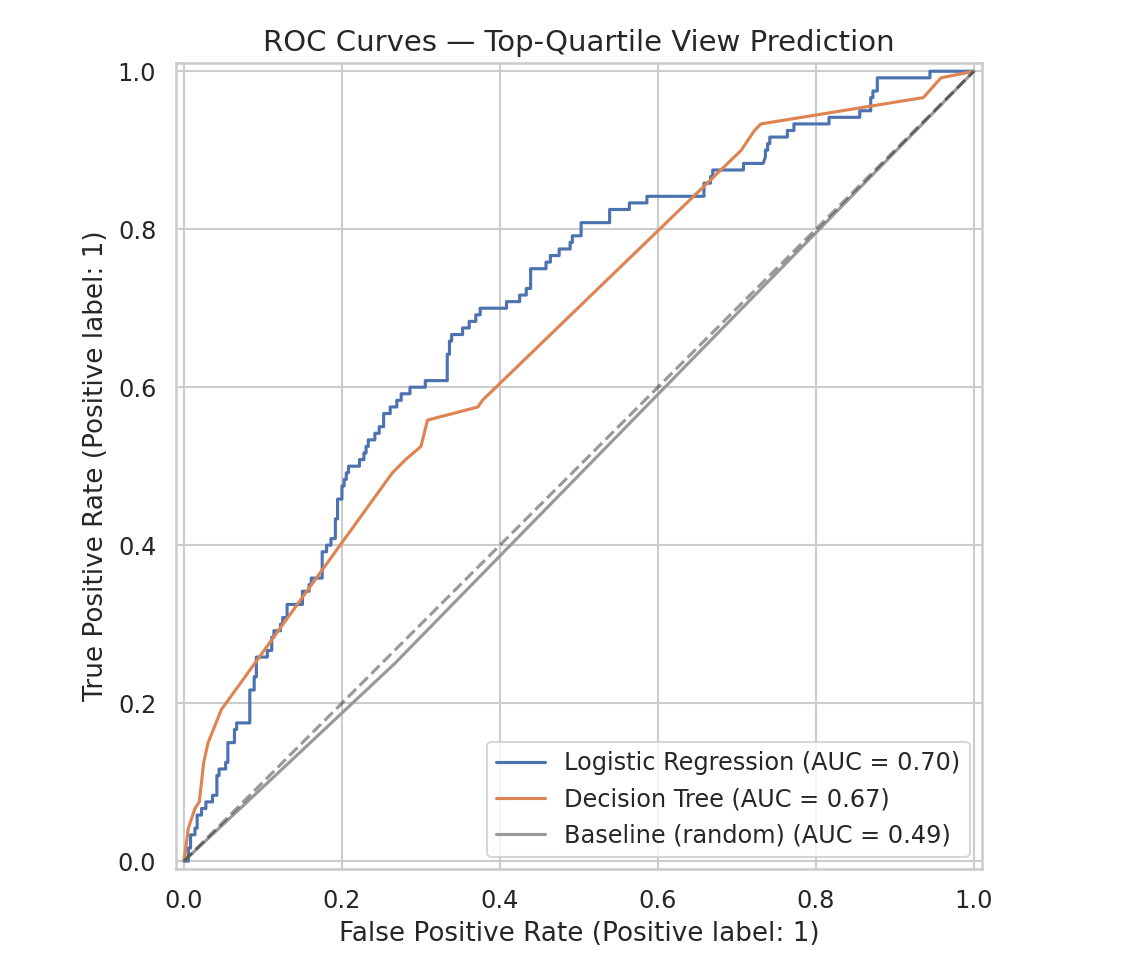 ROC Curves — Top-Quartile View Prediction
True Positive Rate (Positive label: 1)
1.0
0.8
0.6
0.4
0.2
0.0
Logistic Regression (AUC = 0.70)
Decision Tree (AUC = 0.67)
Baseline (random) (AUC = 0.49)
0.0 0.2 0.4 0.6 0.8 1.0
False Positive Rate (Positive label: 1)